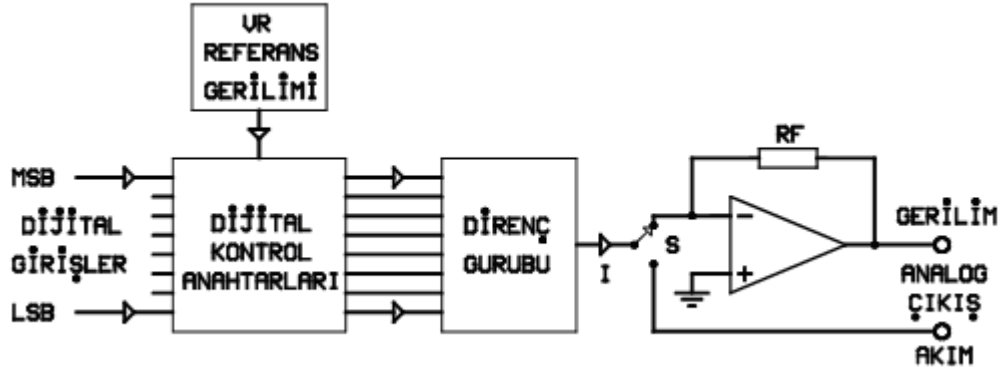 VR
REFERANS
GERİLİMİ
RF
MSB
DİJİTAL
GİRİŞLER
LSB
DİJİTAL
KONTROL
ANAHTARLARI
DİRENÇ
GURUBU
I
S
GERİLİM
ANALOG
ÇIKIŞ
AKIM